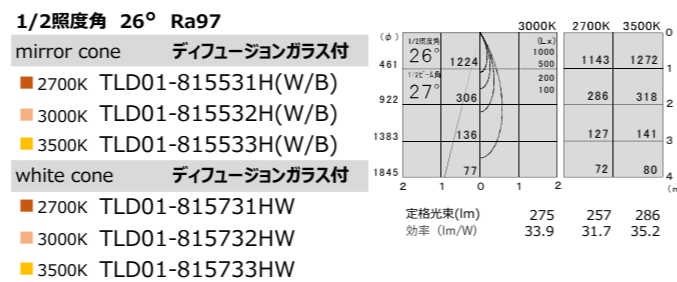 1/2照度角 26° Ra97
mirror cone ディフュージョンガラス付
2700K TLD01-815531H(W/B)
3000K TLD01-815532H(W/B)
3500K TLD01-815533H(W/B)
white cone ディフュージョンガラス付
2700K TLD01-815731HW
3000K TLD01-815732HW
3500K TLD01-815733HW
3000K 2700K 3500K
(φ) 1/2照度角 (Lx) 0
26° 1000
461 1224 500 1143 1272 1
1/2ビーム角 200
27° 100
922 306 286 318 2
1383 136 127 141 3
1845 77 72 80 4
2 1 0 1 2 (m
定格光束(lm) 275 257 286
効率 (lm/W) 33.9 31.7 35.2